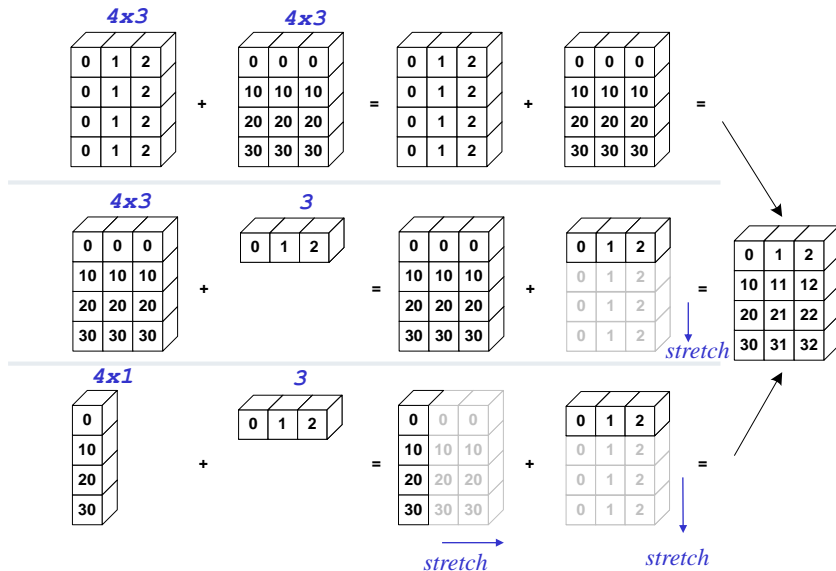 4x3 4x3
0 1 2 0 0 0 0 1 2 0 0 0
0 1 2 + 10 10 10 = 0 1 2 + 10 10 10 =
0 1 2 20 20 20 0 1 2 20 20 20
0 1 2 30 30 30 0 1 2 30 30 30
4x3 3
0 0 0 0 1 2 0 0 0 0 1 2 0 1 2
10 10 10 + = 10 10 10 + 0 1 2 = 10 11 12
20 20 20 20 20 20 0 1 2 20 21 22
30 30 30 30 30 30 0 1 2 30 31 32
stretch
4x1 3
0 0 1 2 0 0 0 0 1 2
10 + = 10 10 10 + 0 1 2 =
20 20 20 20 0 1 2
30 30 30 30 0 1 2
stretch stretch